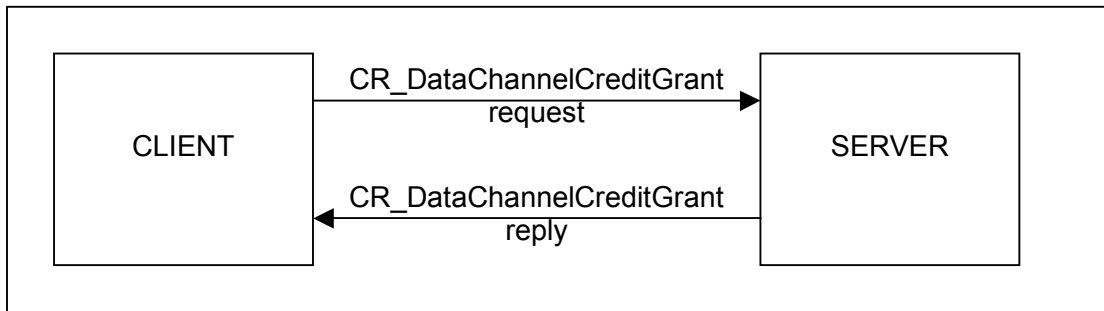 CLIENT
CR_DataChannelCreditGrant
request
CR_DataChannelCreditGrant
reply
SERVER